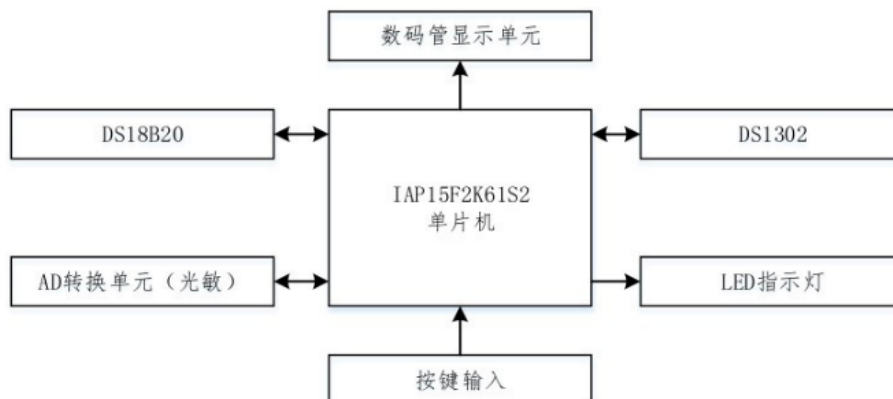 数码管显示单元
DS18B20
DS1302
IAP15F2K61S2
单片机
AD转换单元（光敏）
LED指示灯
按键输入